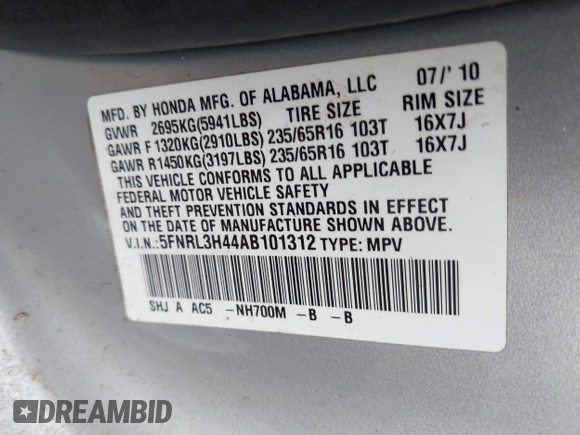 MFD. BY HONDA MFG. OF ALABAMA, LLC 07/' 10
GVWR 2695KG(5941LBS) TIRE SIZE RIM SIZE
GAWR F 1320KG(2910LBS) 235/65R16 103T 16X7J
GAWR R1450KG(3197LBS) 235/65R16 103T 16X7J
THIS VEHICLE CONFORMS TO ALL APPLICABLE
FEDERAL MOTOR VEHICLE SAFETY
AND THEFT PREVENTION STANDARDS IN EFFECT
ON THE DATE OF MANUFACTURE SHOWN ABOVE.
V.I.N.:5FNRL3H44AB101312 TYPE: MPV
SHJ A AC5 -NH700M -B -B
DREAMBID